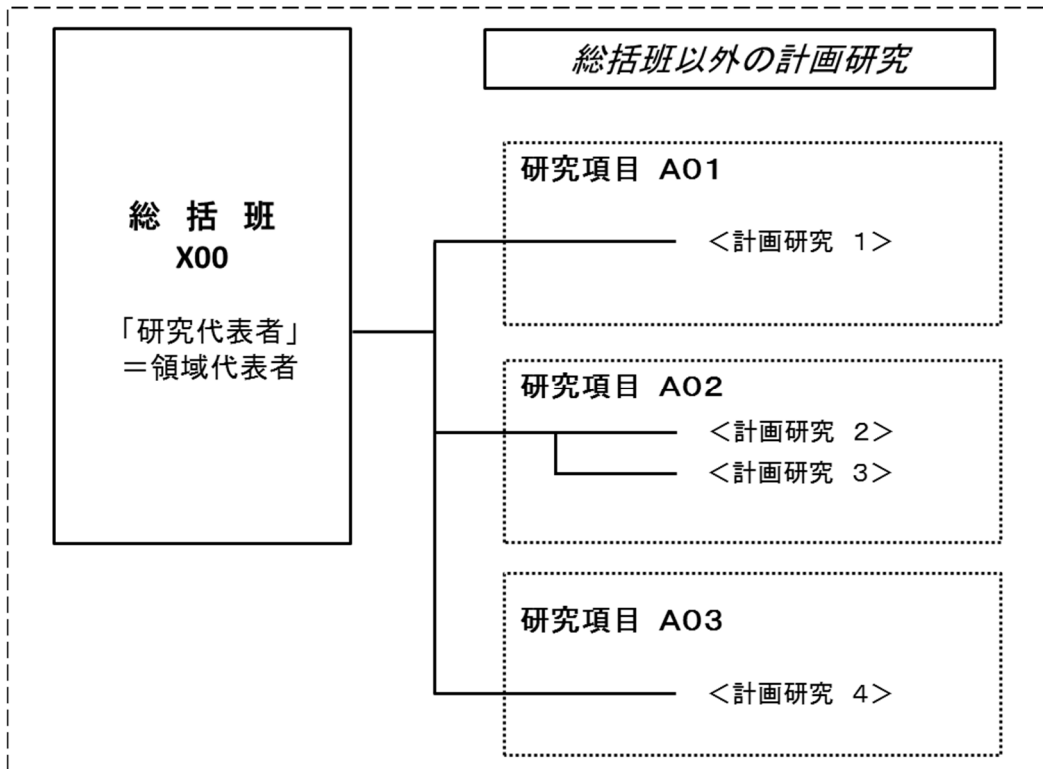 総 括 班
X00
「研究代表者」
＝領域代表者
総括班以外の計画研究
研究項目 A01
＜計画研究 1＞
研究項目 A02
＜計画研究 2＞
＜計画研究 3＞
研究項目 A03
＜計画研究 4＞